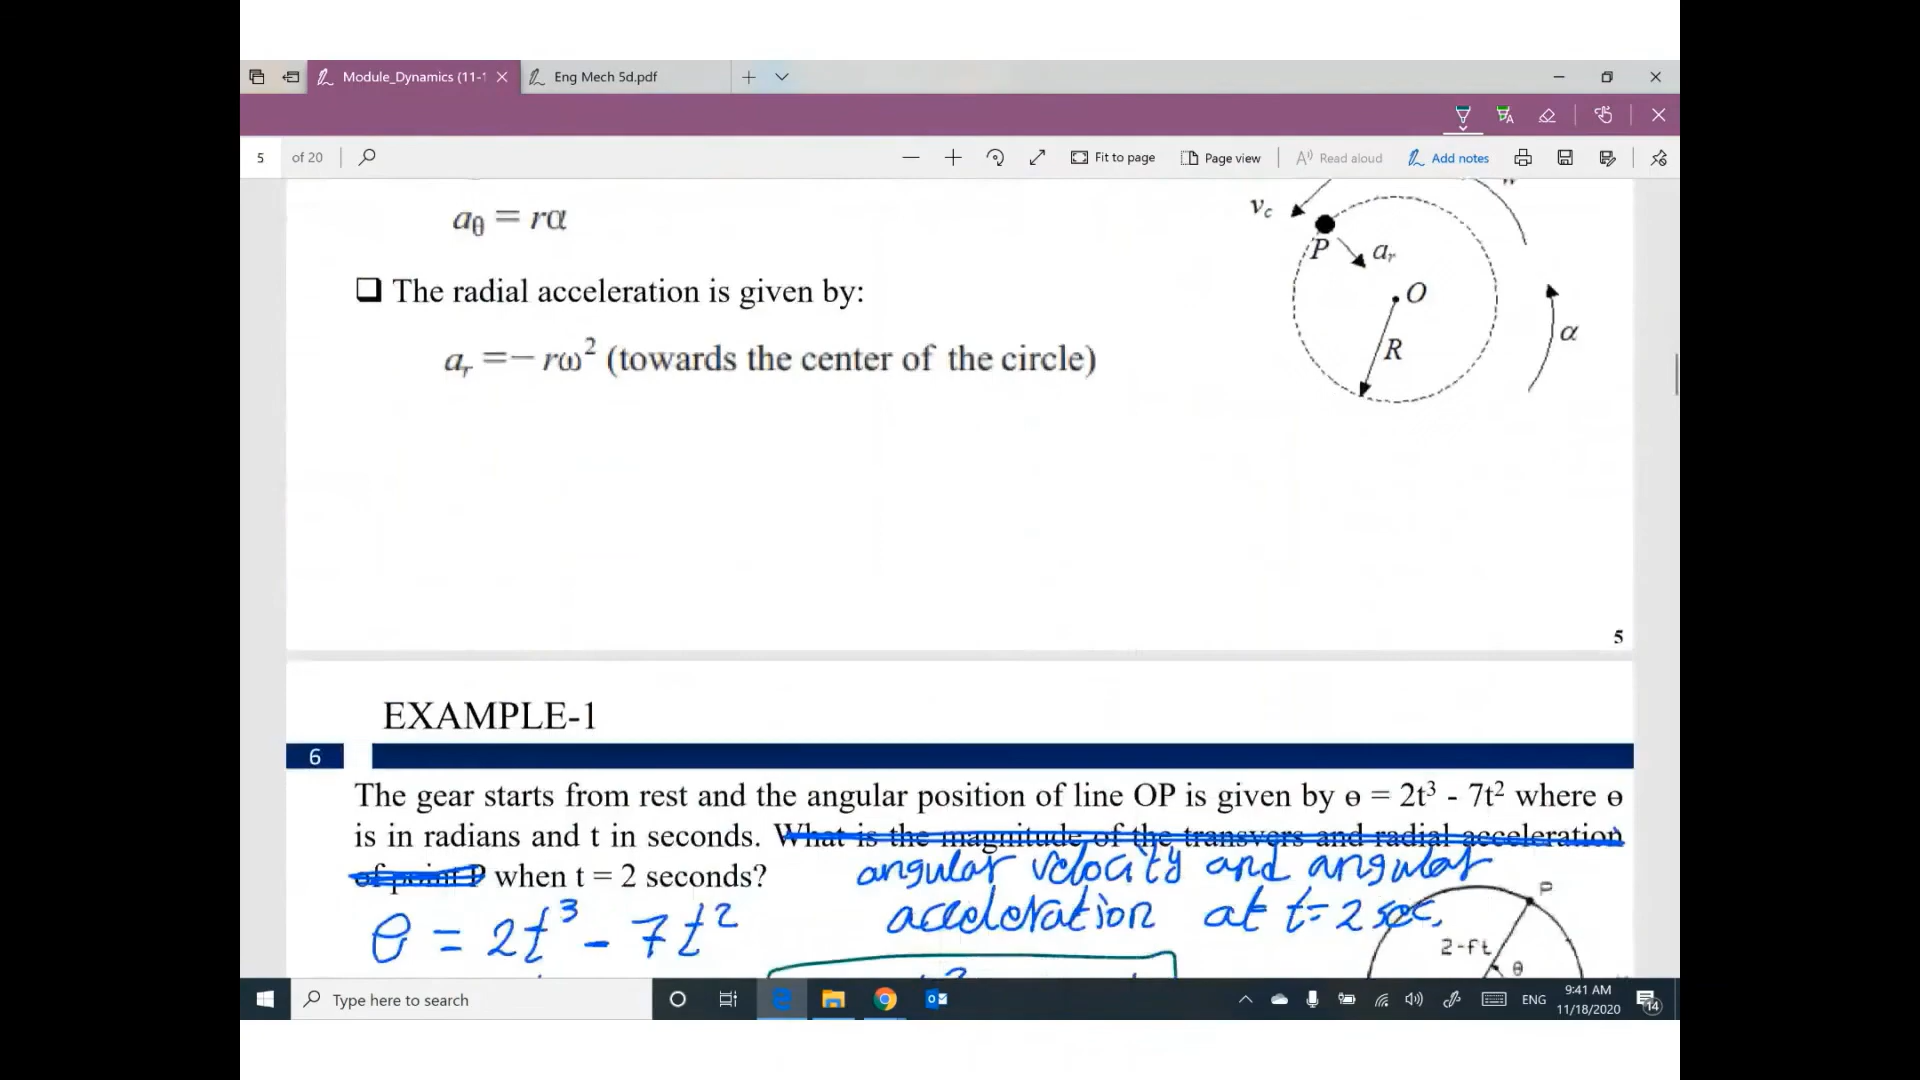 Module_Dynamics (11-1
Eng Mech 5d.pdf
5 of 20
Fit to page
Page view
Read aloud
Add notes
aθ = rα
The radial acceleration is given by:
ar = − rω² (towards the center of the circle)
vc
P
ar
O
R
α
5
EXAMPLE-1
6
The gear starts from rest and the angular position of line OP is given by ɵ = 2t³ - 7t² where ɵ
is in radians and t in seconds. What is the magnitude of the transvers and radial acceleration
of point P when t = 2 seconds?
angular velocity and angular
acceleration at t=2 sec.
θ = 2t³ - 7t²
P
2-ft
θ
Type here to search
ENG
9:41 AM
11/18/2020
14